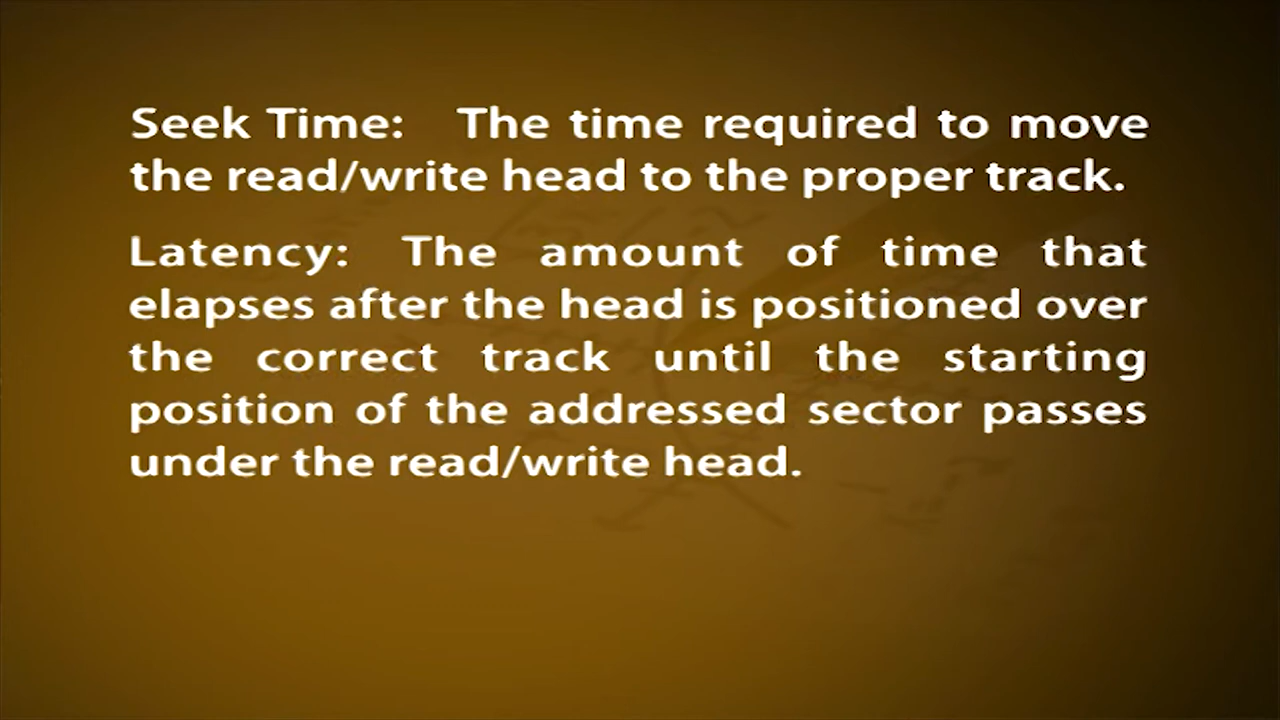 Seek Time: The time required to move
the read/write head to the proper track.
Latency: The amount of time that
elapses after the head is positioned over
the correct track until the starting
position of the addressed sector passes
under the read/write head.